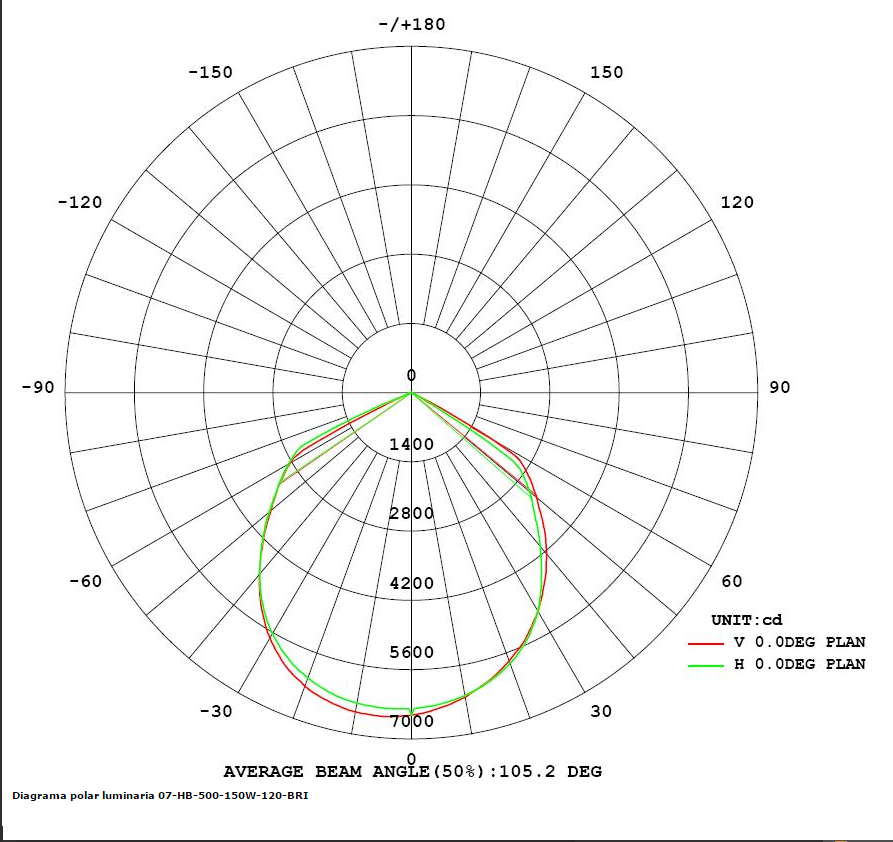 -/+180
-150 150
-120 120
0
-90 90
1400
2800
4200
-60 60
UNIT:cd
V 0.0DEG PLAN
5600
H 0.0DEG PLAN
-30 30
7000
0
AVERAGE BEAM ANGLE(50%):105.2 DEG
Diagrama polar luminaria 07-HB-500-150W-120-BRI